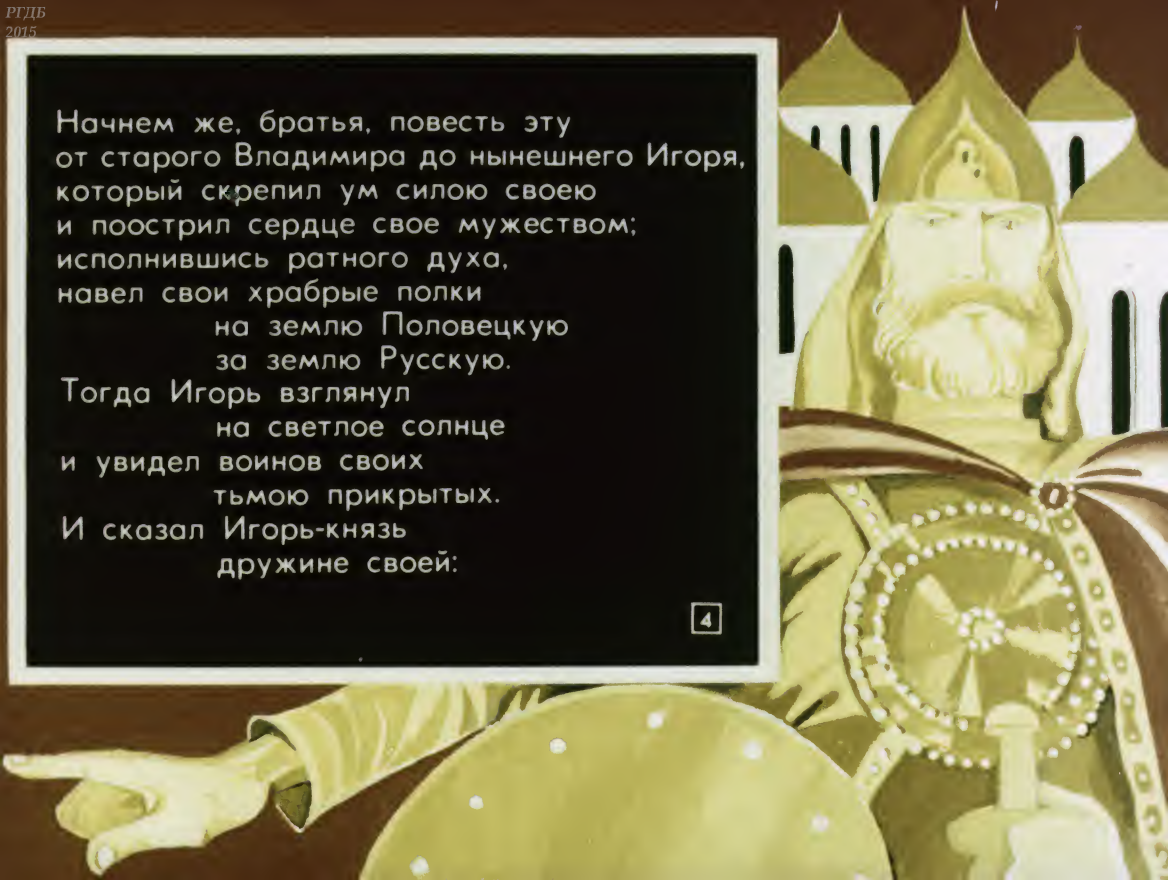 РГДБ
2015
Начнем же, братья, повесть эту
от старого Владимира до нынешнего Игоря,
который скрепил ум силою своею
и поострил сердце свое мужеством;
исполнившись ратного духа,
навел свои храбрые полки
на землю Половецкую
за землю Русскую.
Тогда Игорь взглянул
на светлое солнце
и увидел воинов своих
тьмою прикрытых.
И сказал Игорь-князь
дружине своей:
4